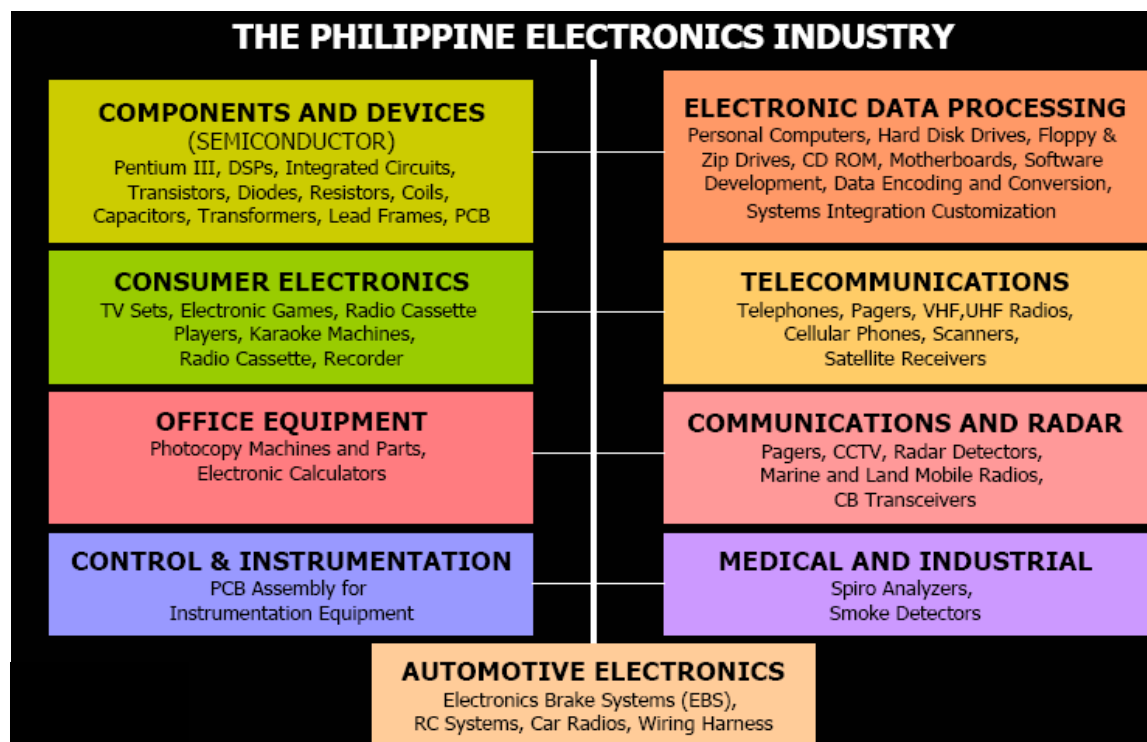 THE PHILIPPINE ELECTRONICS INDUSTRY
COMPONENTS AND DEVICES
(SEMICONDUCTOR)
Pentium III, DSPs, Integrated Circuits,
Transistors, Diodes, Resistors, Coils,
Capacitors, Transformers, Lead Frames, PCB
ELECTRONIC DATA PROCESSING
Personal Computers, Hard Disk Drives, Floppy &
Zip Drives, CD ROM, Motherboards, Software
Development, Data Encoding and Conversion,
Systems Integration Customization
CONSUMER ELECTRONICS
TV Sets, Electronic Games, Radio Cassette
Players, Karaoke Machines,
Radio Cassette, Recorder
TELECOMMUNICATIONS
Telephones, Pagers, VHF,UHF Radios,
Cellular Phones, Scanners,
Satellite Receivers
OFFICE EQUIPMENT
Photocopy Machines and Parts,
Electronic Calculators
COMMUNICATIONS AND RADAR
Pagers, CCTV, Radar Detectors,
Marine and Land Mobile Radios,
CB Transceivers
CONTROL & INSTRUMENTATION
PCB Assembly for
Instrumentation Equipment
MEDICAL AND INDUSTRIAL
Spiro Analyzers,
Smoke Detectors
AUTOMOTIVE ELECTRONICS
Electronics Brake Systems (EBS),
RC Systems, Car Radios, Wiring Harness